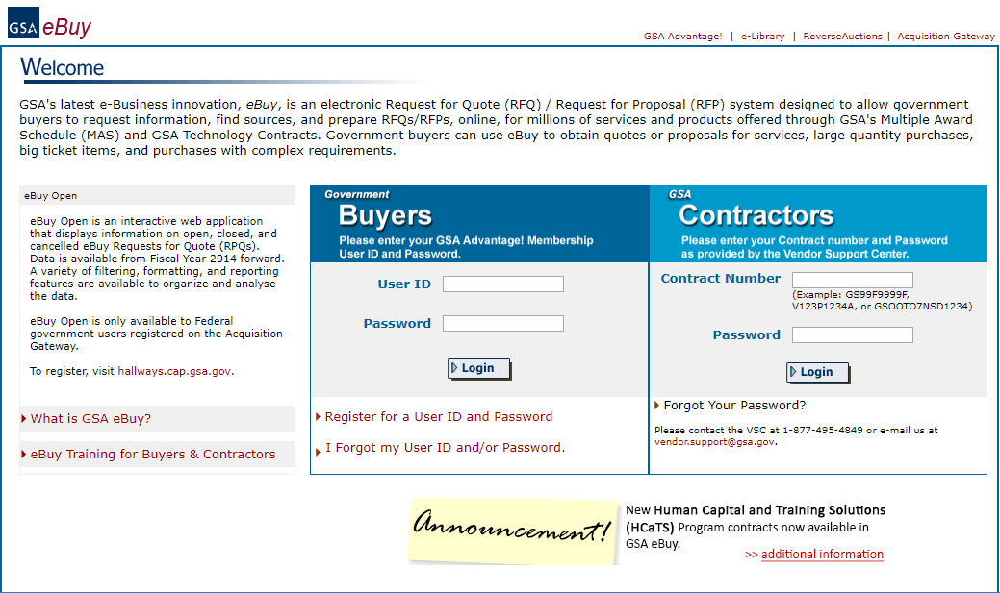 GSA eBuy
GSA Advantage! | e-Library | ReverseAuctions | Acquisition Gateway
Welcome
GSA's latest e-Business innovation, eBuy, is an electronic Request for Quote (RFQ) / Request for Proposal (RFP) system designed to allow government
buyers to request information, find sources, and prepare RFQs/RFPs, online, for millions of services and products offered through GSA's Multiple Award
Schedule (MAS) and GSA Technology Contracts. Government buyers can use eBuy to obtain quotes or proposals for services, large quantity purchases,
big ticket items, and purchases with complex requirements.
eBuy Open
eBuy Open is an interactive web application
that displays information on open, closed, and
cancelled eBuy Requests for Quote (RPQs).
Data is available from Fiscal Year 2014 forward.
A variety of filtering, formatting, and reporting
features are available to organize and analyse
the data.
eBuy Open is only available to Federal
government users registered on the Acquisition
Gateway.
To register, visit hallways.cap.gsa.gov.
What is GSA eBuy?
eBuy Training for Buyers & Contractors
Government
Buyers
Please enter your GSA Advantage! Membership
User ID and Password.
User ID
Password
Login
Register for a User ID and Password
I Forgot my User ID and/or Password.
GSA
Contractors
Please enter your Contract number and Password
as provided by the Vendor Support Center.
Contract Number
(Example: GS99F9999F,
V123P1234A, or GSOOTO7NSD1234)
Password
Login
Forgot Your Password?
Please contact the VSC at 1-877-495-4849 or e-mail us at
vendor.support@gsa.gov.
Announcement!
New Human Capital and Training Solutions
(HCaTS) Program contracts now available in
GSA eBuy.
>> additional information